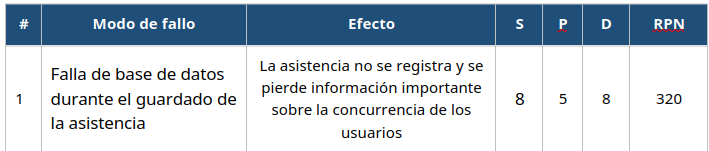 # Modo de fallo Efecto S P D RPN
La asistencia no se registra y se
Falla de base de datos
pierde información importante
1 durante el guardado de 8 5 8 320
sobre la concurrencia de los
la asistencia
usuarios